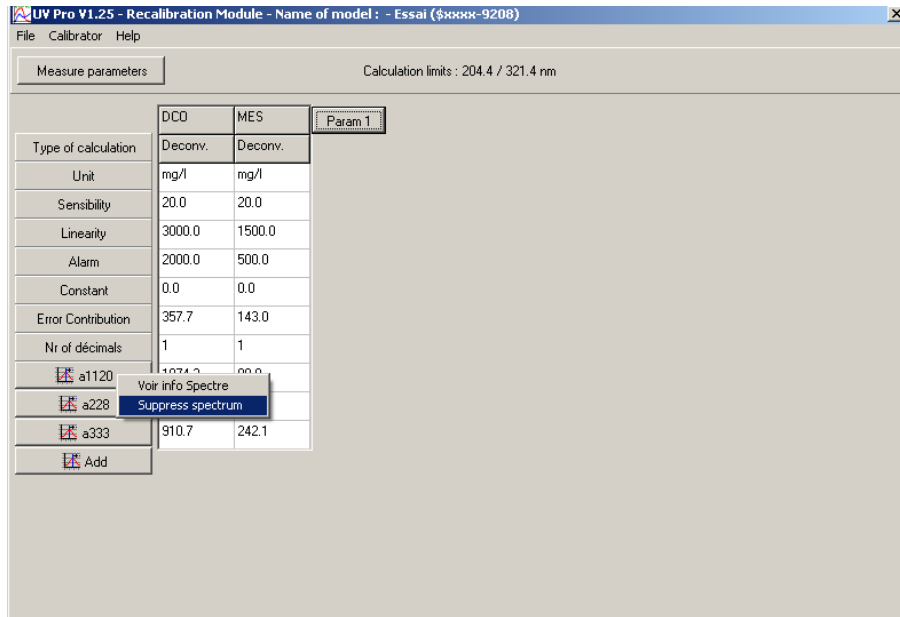 UV Pro V1.25 - Recalibration Module - Name of model : - Essai ($xxxx-9208)
File Calibrator Help
Measure parameters Calculation limits : 204.4 / 321.4 nm
DCO MES Param 1
Type of calculation Deconv. Deconv.
Unit mg/l mg/l
Sensibility 20.0 20.0
Linearity 3000.0 1500.0
Alarm 2000.0 500.0
Constant 0.0 0.0
Error Contribution 357.7 143.0
Nr of décimals 1 1
a1120
Voir info Spectre
a228 Suppress spectrum
a333 910.7 242.1
Add